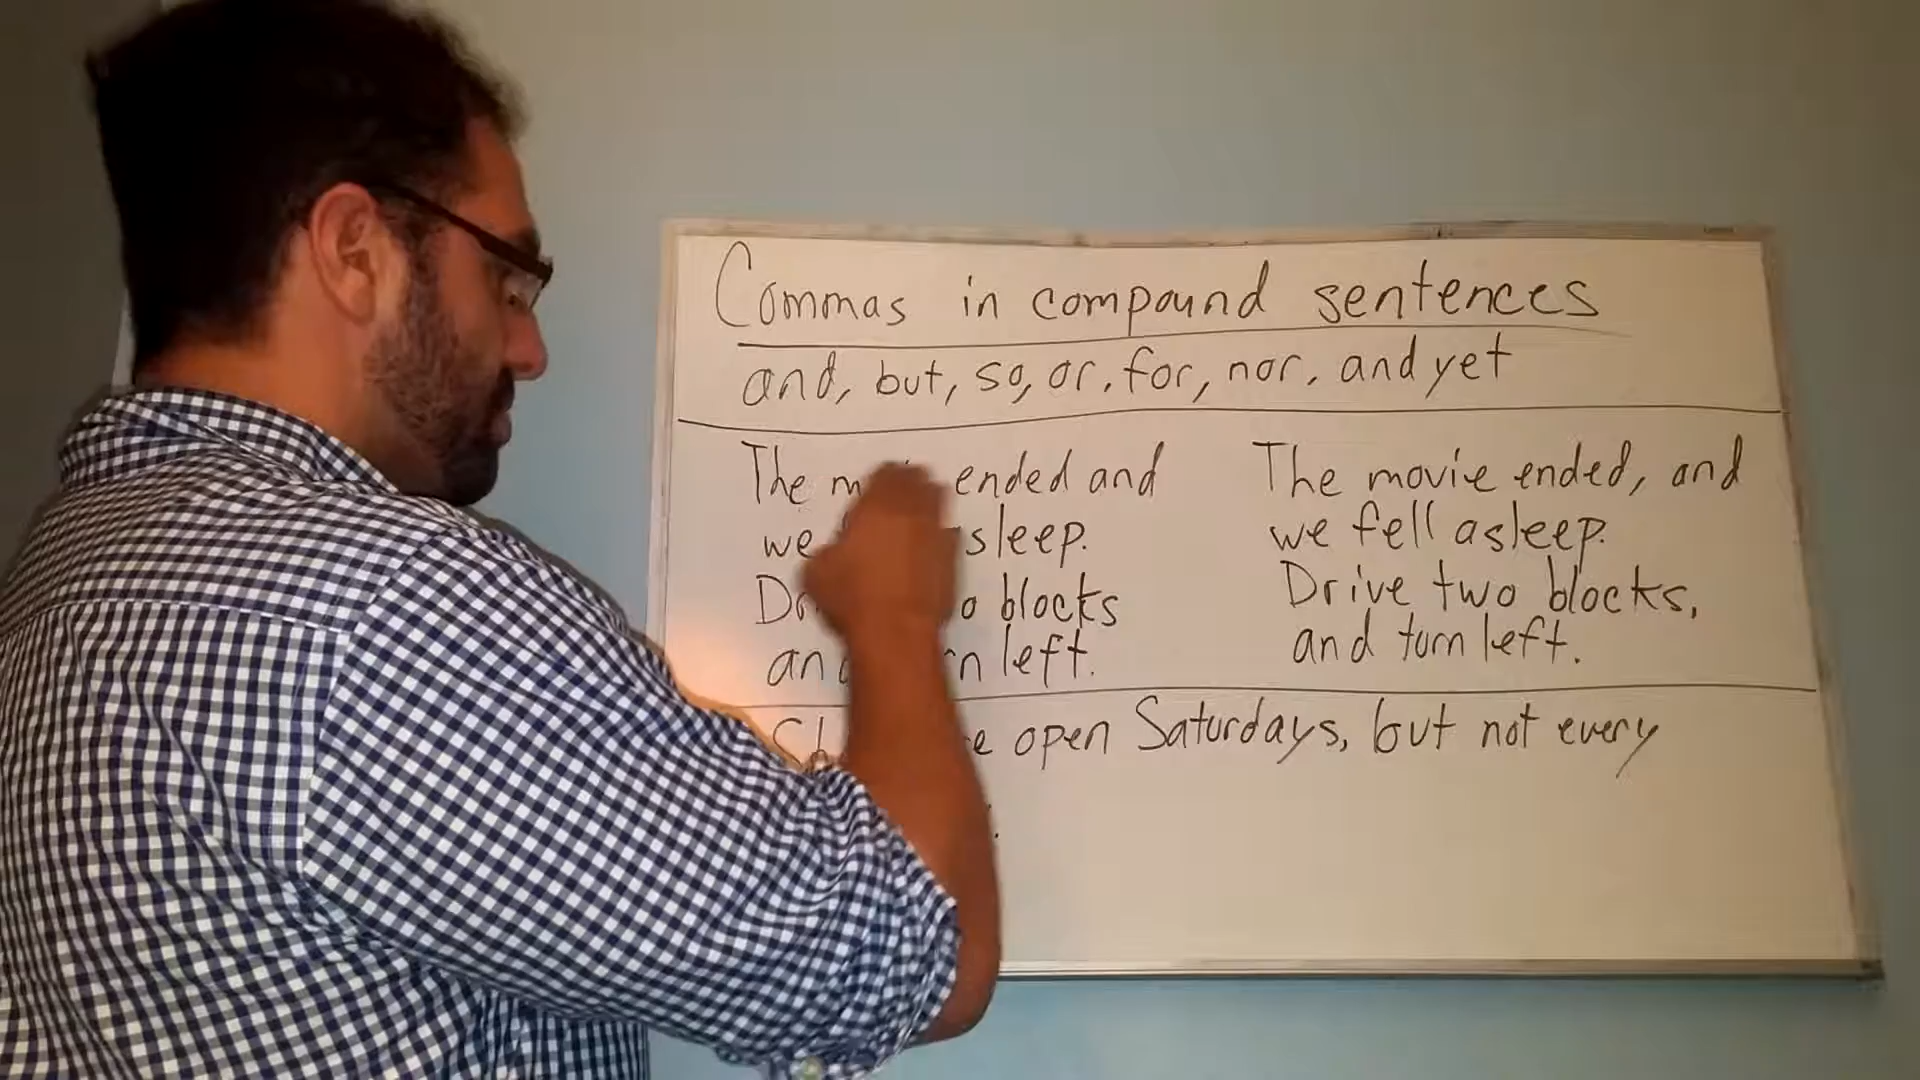 Commas in compound sentences
and, but, so, or, for, nor, and yet
The ended and
we sleep.
blocks
left.
The movie ended, and
we fell asleep.
Drive two blocks,
and turn left.
open Saturdays, but not every